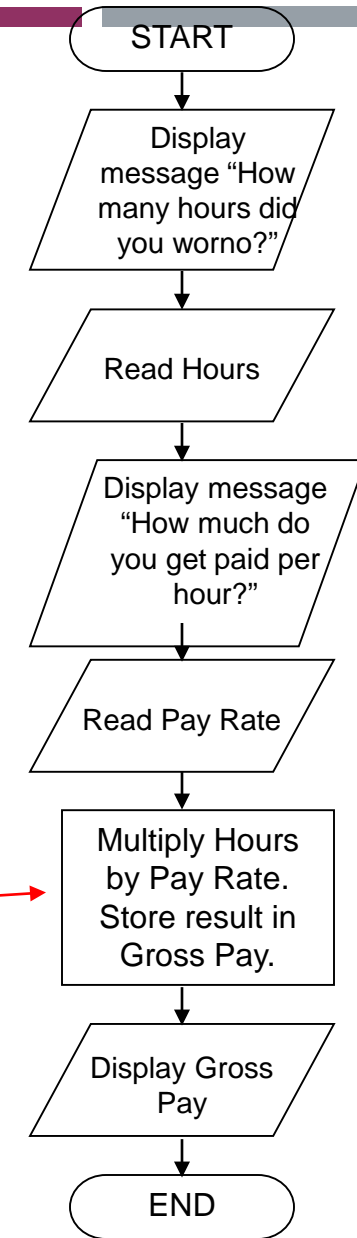 START
Display
message “How
many hours did
you worno?”
Read Hours
Display message
“How much do
you get paid per
hour?”
Read Pay Rate
Multiply Hours
by Pay Rate.
Store result in
Gross Pay.
Display Gross
Pay
END